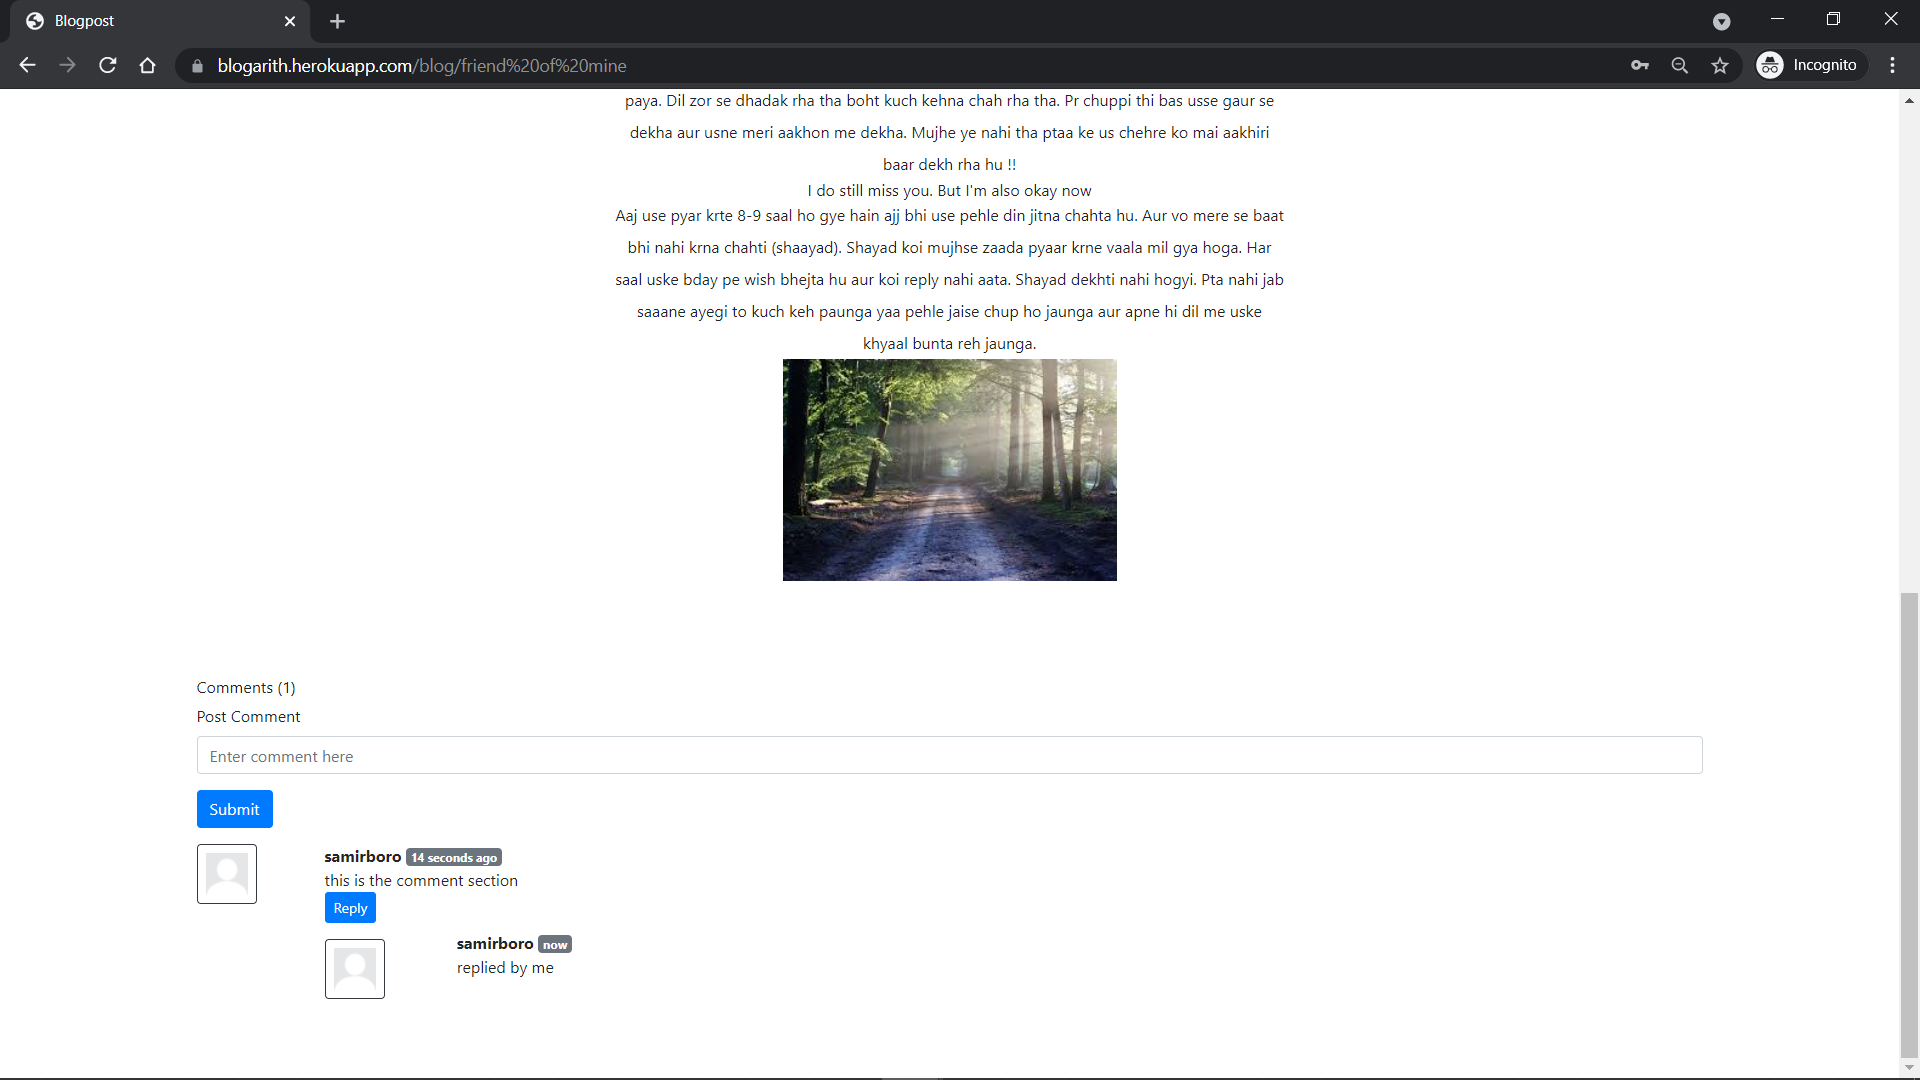 Blogpost
blogarith.herokuapp.com/blog/friend%20of%20mine
Incognito
paya. Dil zor se dhadak rha tha boht kuch kehna chah rha tha. Pr chuppi thi bas usse gaur se
dekha aur usne meri aakhon me dekha. Mujhe ye nahi tha ptaa ke us chehre ko mai aakhiri
baar dekh rha hu !!
I do still miss you. But I'm also okay now
Aaj use pyar krte 8-9 saal ho gye hain ajj bhi use pehle din jitna chahta hu. Aur vo mere se baat
bhi nahi krna chahti (shaayad). Shayad koi mujhse zaada pyaar krne vaala mil gya hoga. Har
saal uske bday pe wish bhejta hu aur koi reply nahi aata. Shayad dekhti nahi hogyi. Pta nahi jab
saaane ayegi to kuch keh paunga yaa pehle jaise chup ho jaunga aur apne hi dil me uske
khyaal bunta reh jaunga.
Comments (1)
Post Comment
Enter comment here
Submit
samirboro 14 seconds ago
this is the comment section
Reply
samirboro now
replied by me